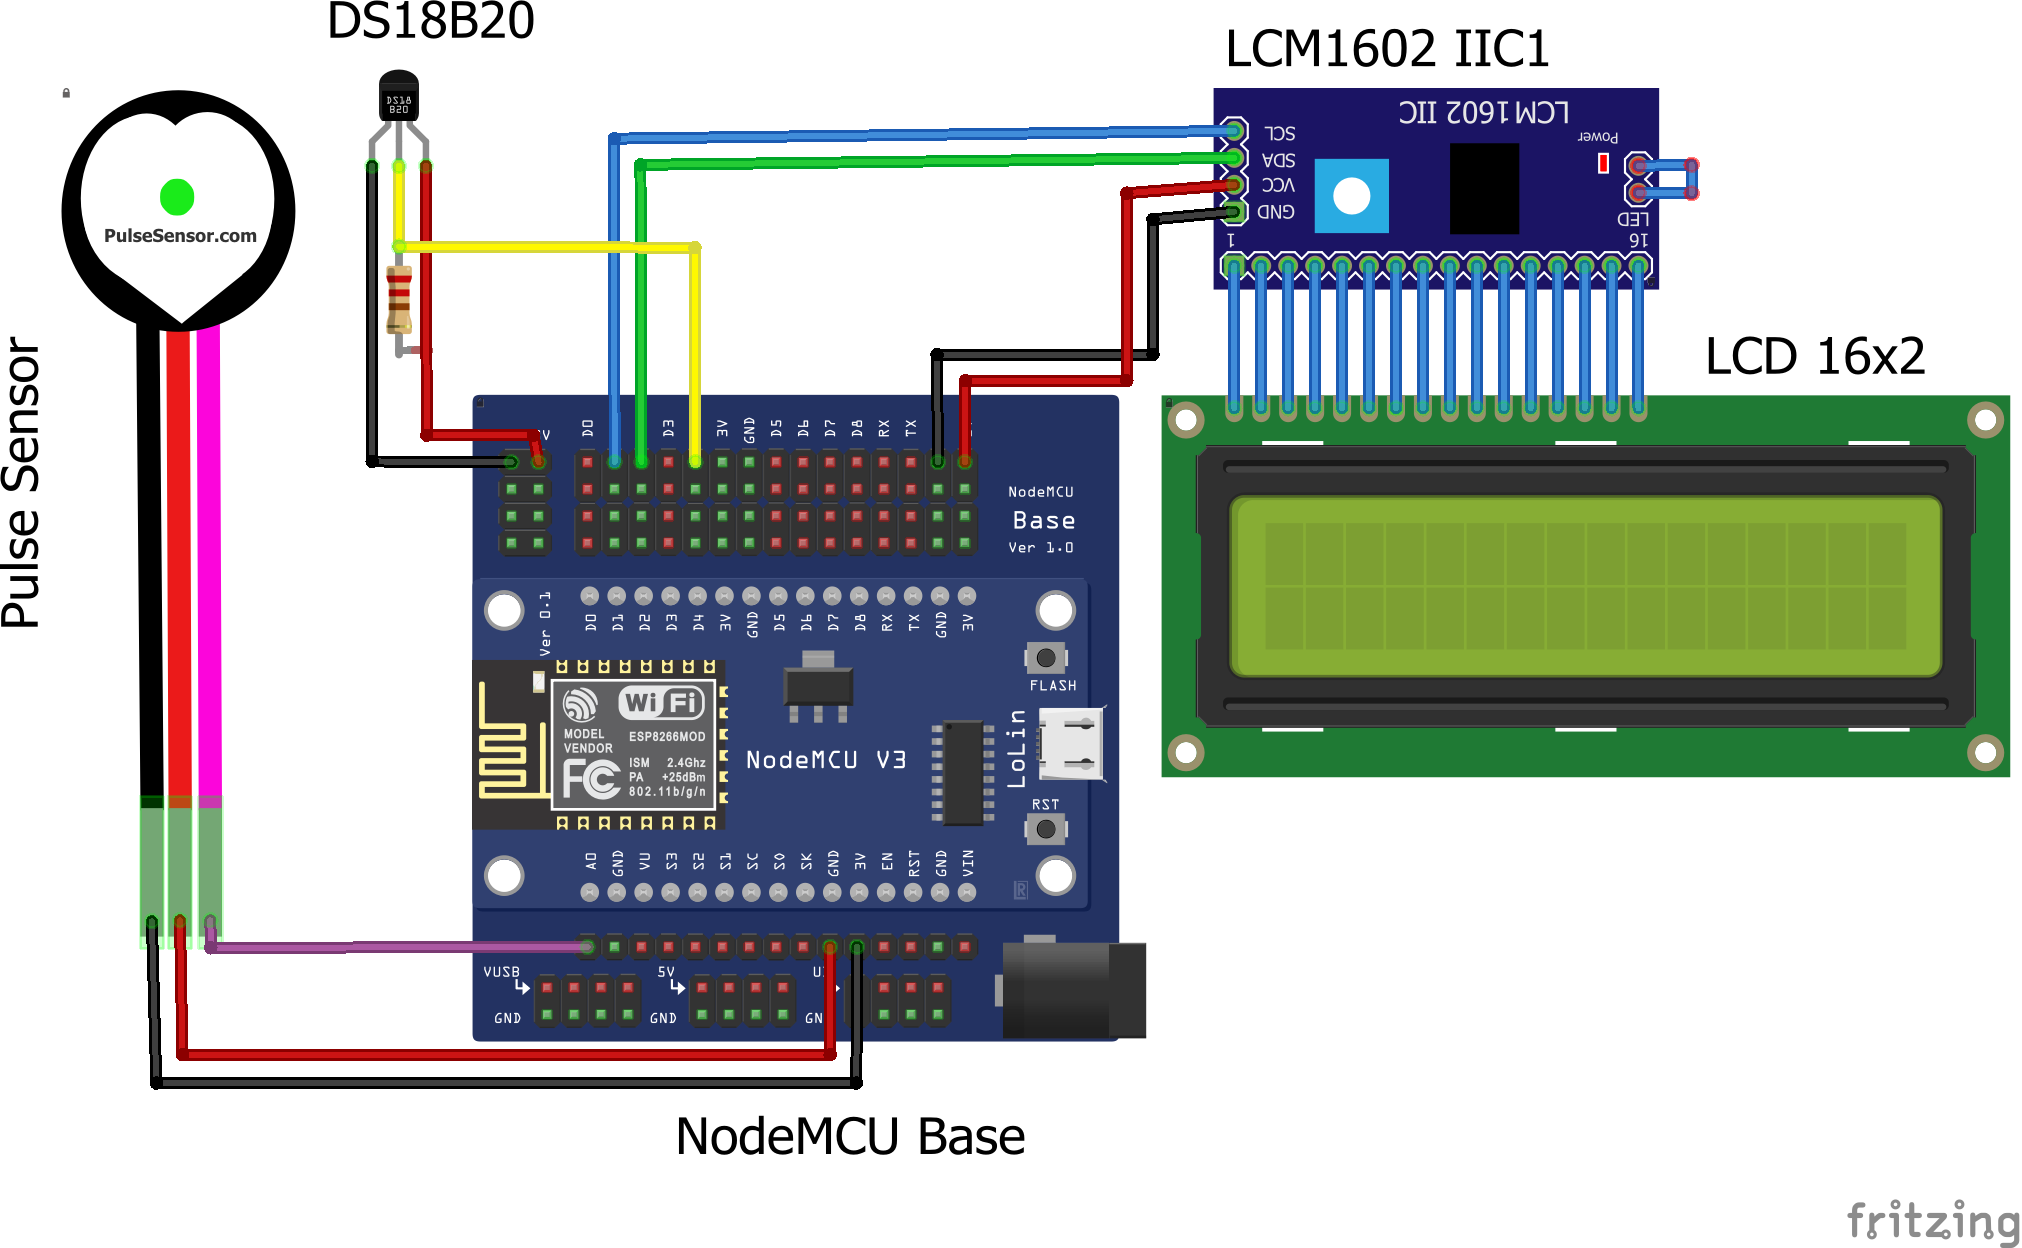 DS18B20
LCM1602 IIC1
DS18
B20
LCM1602 IIC
Power
SCL
SDA
VCC
GND
LED
1
16
PulseSensor.com
Pulse Sensor
LCD 16x2
D0
D3
3V
GND
D5
D6
D7
D8
RX
TX
NodeMCU
Base
Ver 1.0
Ver 0.1
D0
D1
D2
D3
D4
3V
GND
D5
D6
D7
D8
RX
TX
GND
3V
FLASH
WiFi
MODEL
VENDOR
ESP8266MOD
ISM 2.4Ghz
PA +25dBm
802.11b/g/n
FC
NodeMCU V3
LoLin
RST
A0
GND
VU
S3
S2
S1
SC
S0
SK
GND
3V
EN
RST
GND
VIN
VUSB
GND
5V
GND
NodeMCU Base
fritzing